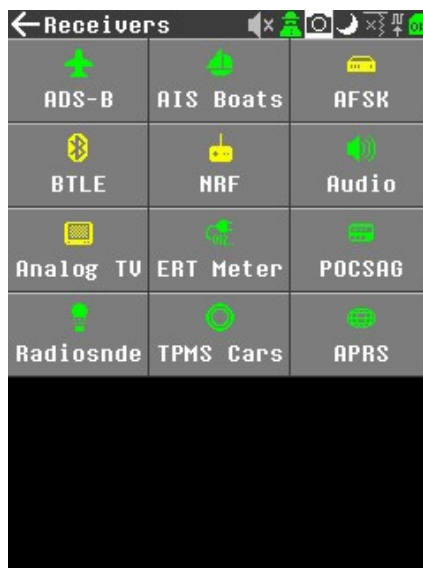 Receivers
ADS-B AIS Boats AFSK
BTLE NRF Audio
Analog TV ERT Meter POCSAG
Radiosnde TPMS Cars APRS